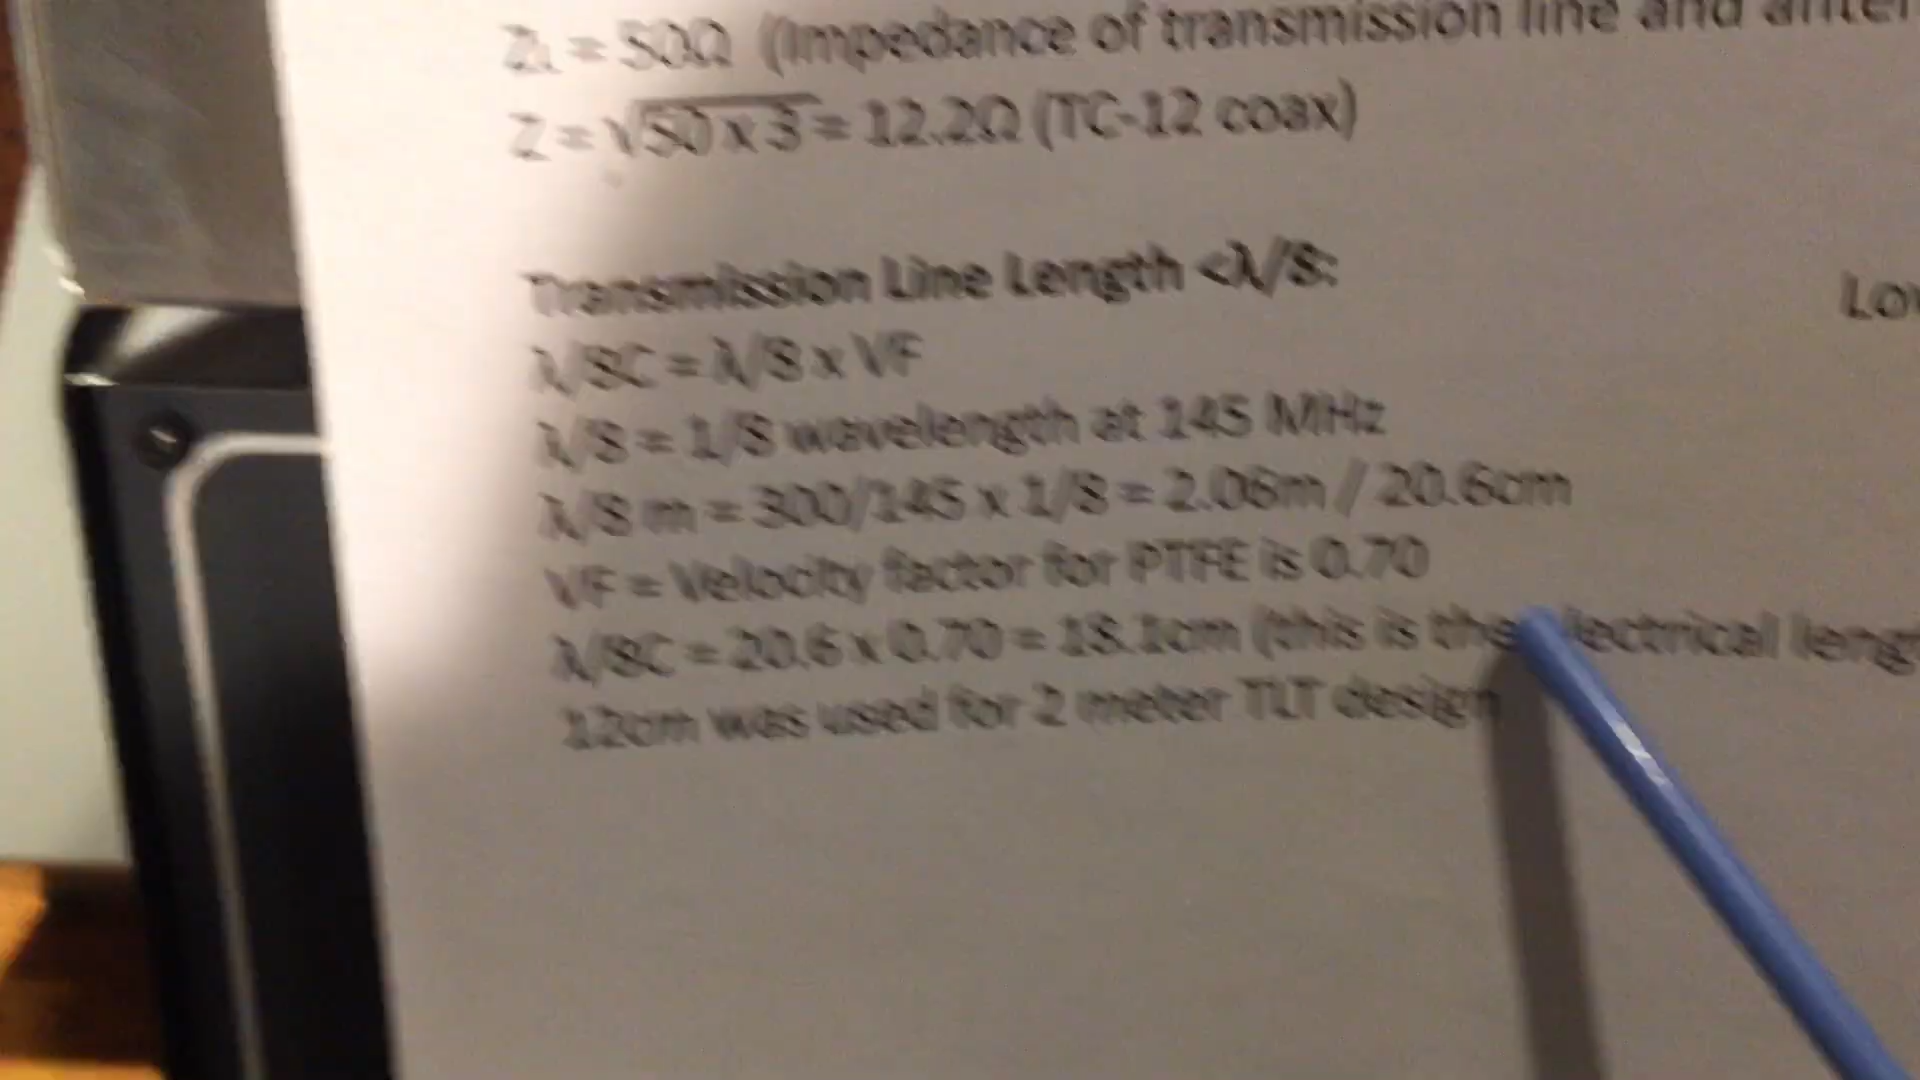 = 50Ω (Impedance of transmission line and
Z = √50 x 3 = 12.2Ω (TC-12 coax)
Transmission Line Length <λ/8:
λ/8C = λ/8 x VF
λ/8 = 1/8 wavelength at 145 MHz
λ/8 m = 300/145 x 1/8 = 2.06m / 20.6cm
VF = Velocity factor for PTFE is 0.70
λ/8C = 20.6 x 0.70 = 18.1cm (this is the electrical
12cm was used for 2 meter TLT design